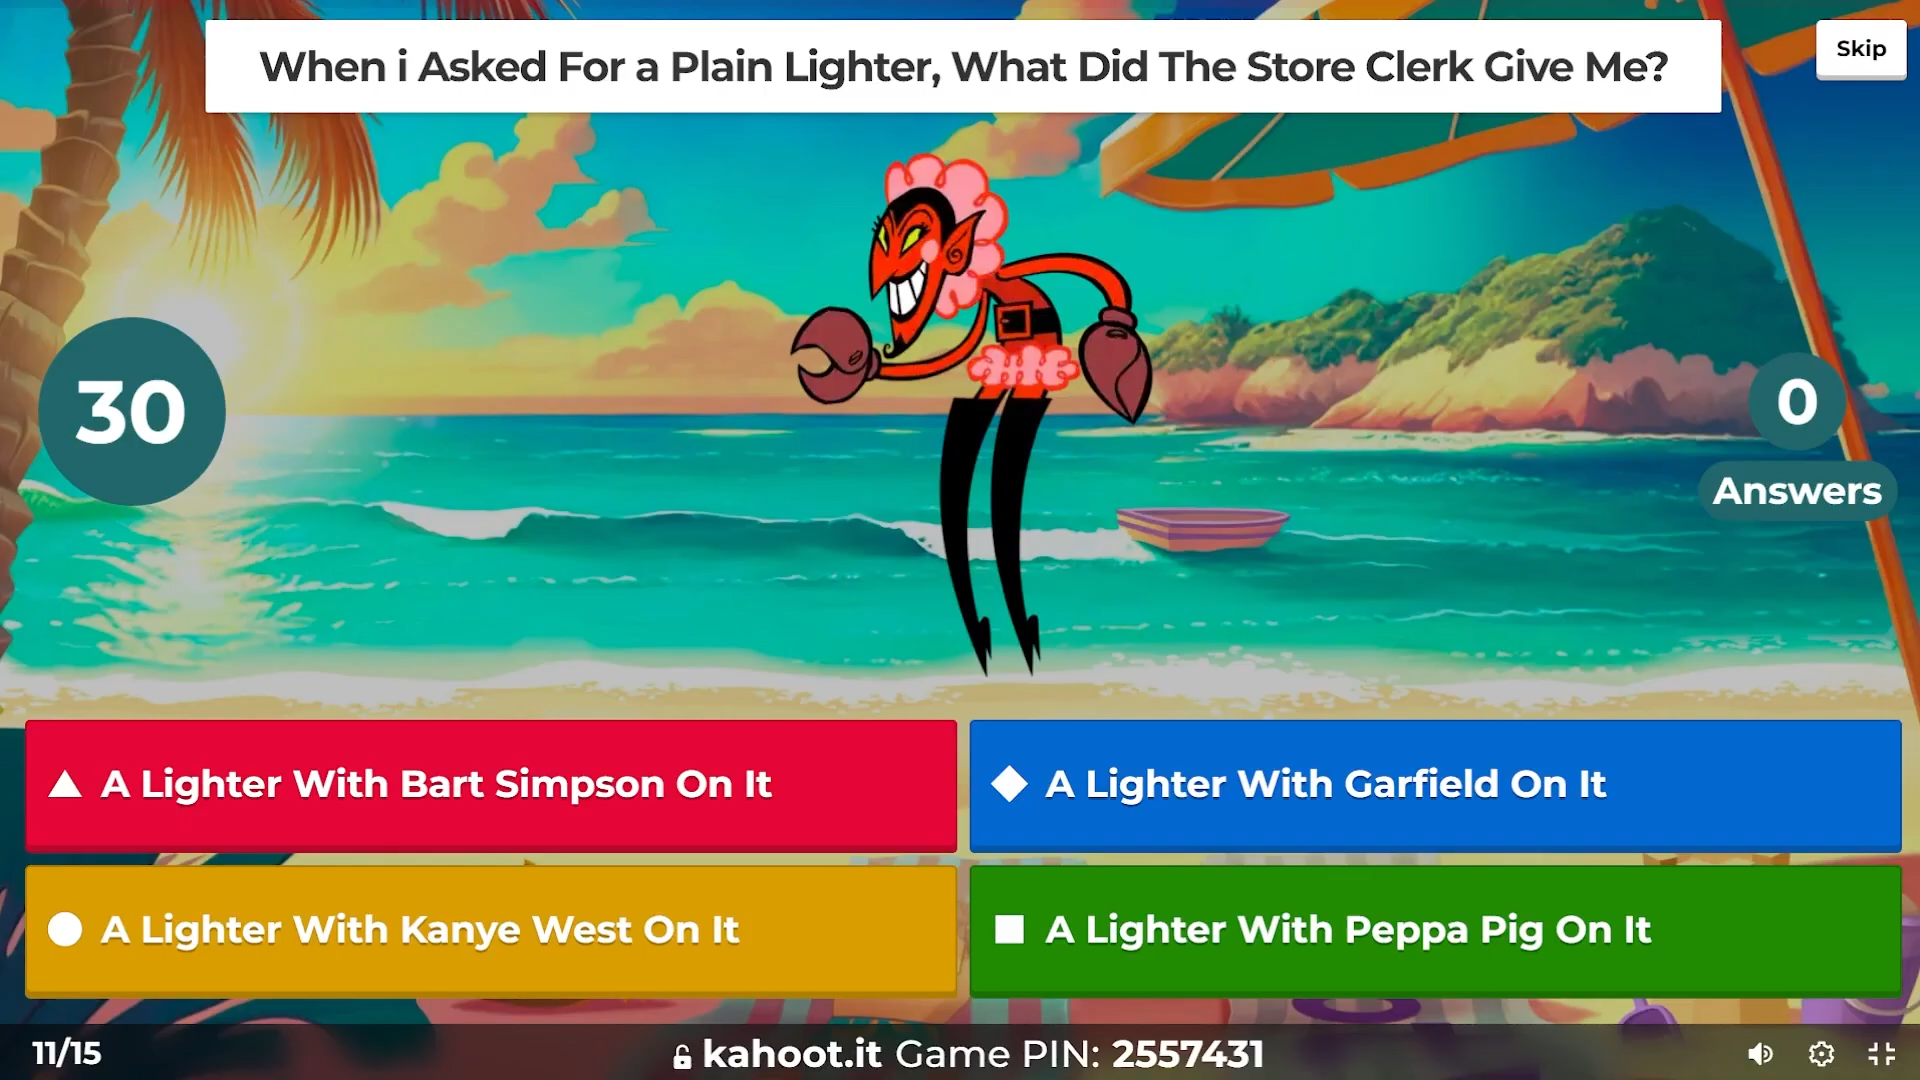 When i Asked For a Plain Lighter, What Did The Store Clerk Give Me?
Skip
30
0
Answers
A Lighter With Bart Simpson On It
A Lighter With Garfield On It
A Lighter With Kanye West On It
A Lighter With Peppa Pig On It
11/15
kahoot.it Game PIN: 2557431